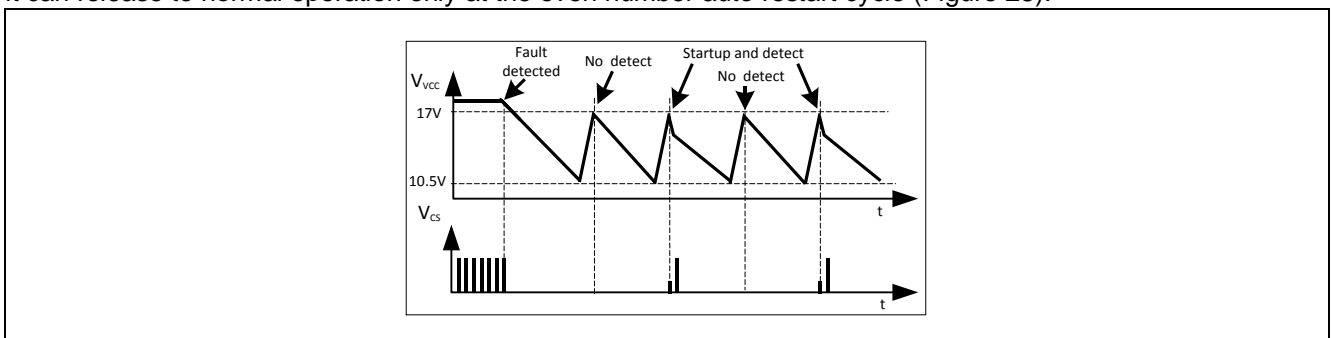 it can release to normal operation only at the even number auto restart cycle (Figure 28).
Fault
detected
No detect
Startup and detect
No detect
Vvcc
17V
10.5V
t
Vcs
t